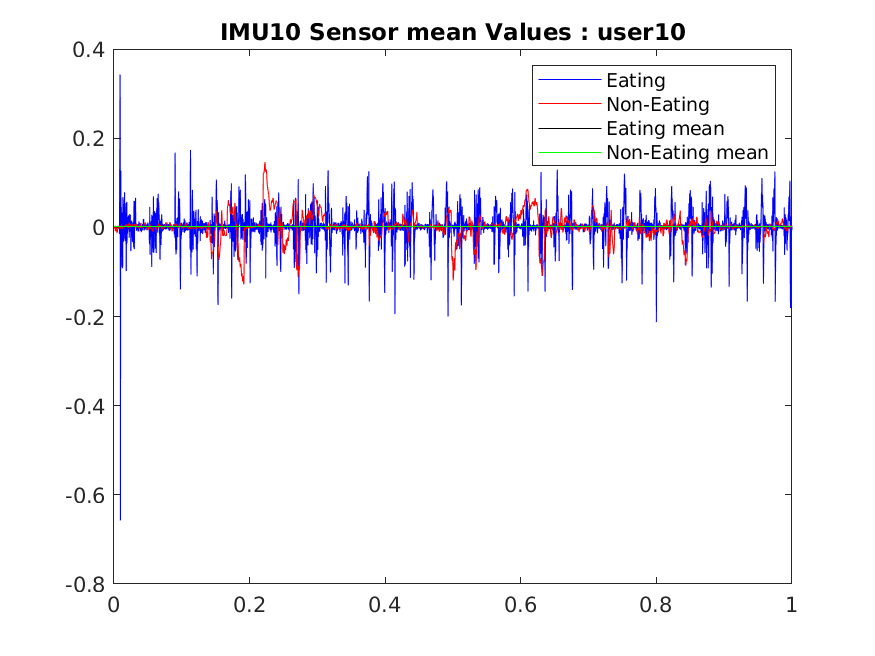 IMU10 Sensor mean Values : user10
0.4
0.2
0
-0.2
-0.4
-0.6
-0.8
Eating
Non-Eating
Eating mean
Non-Eating mean
0 0.2 0.4 0.6 0.8 1